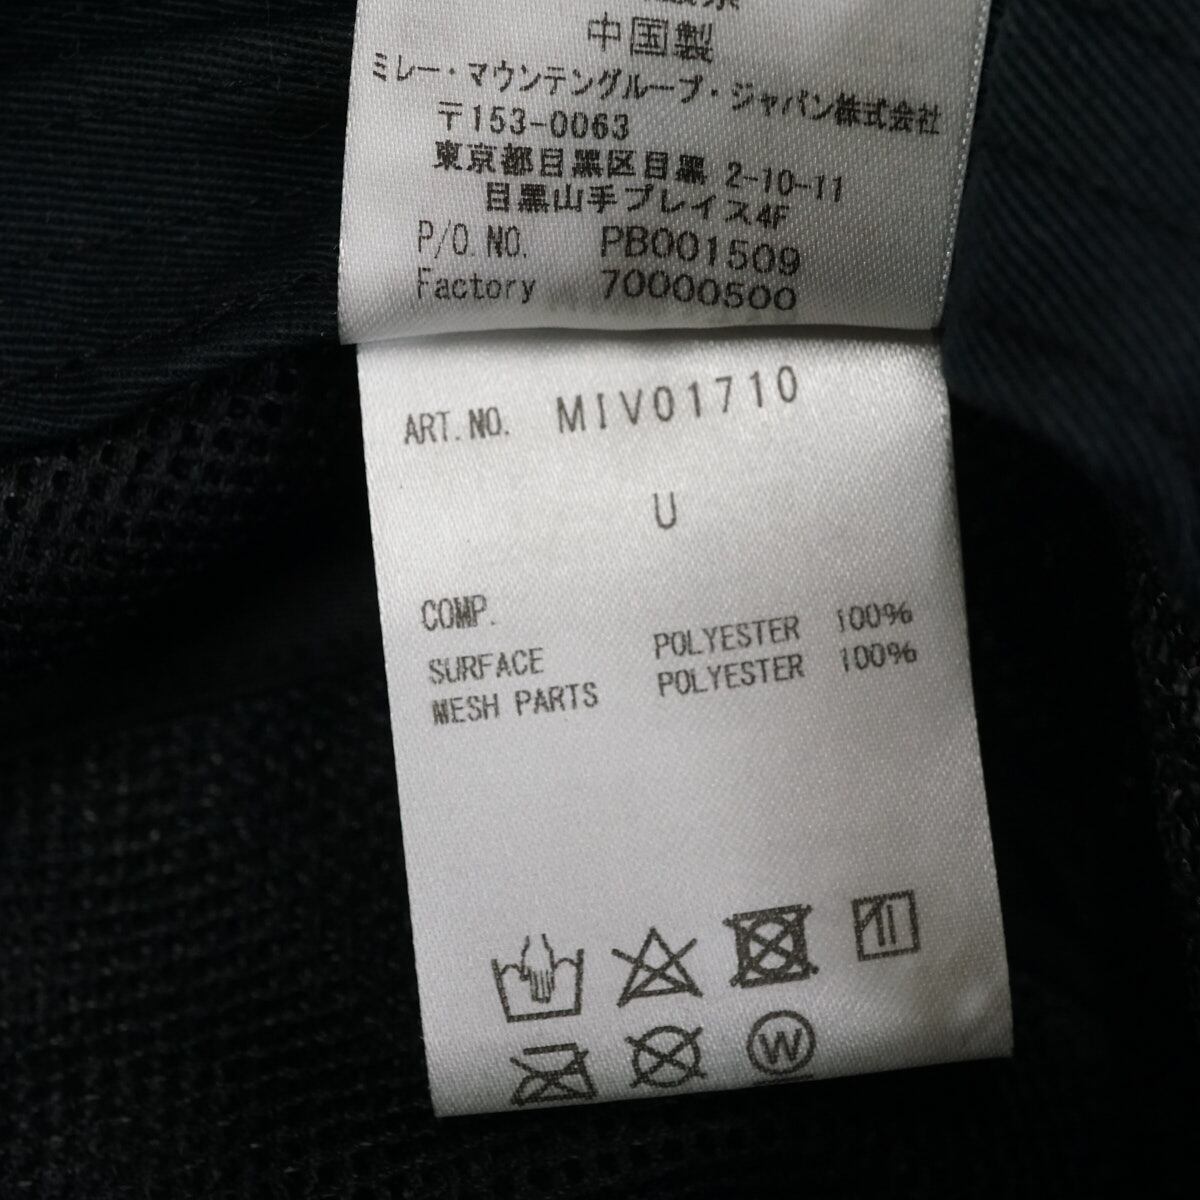 中国製
ミレー・マウンテングループ・ジャパン株式会社
〒153-0063
東京都目黒区目黒 2-10-11
目黒山手プレイス4F
P/O.NO. PB001509
Factory 70000500
ART.NO. MIV01710
U
COMP.
SURFACE POLYESTER 100%
MESH PARTS POLYESTER 100%
W